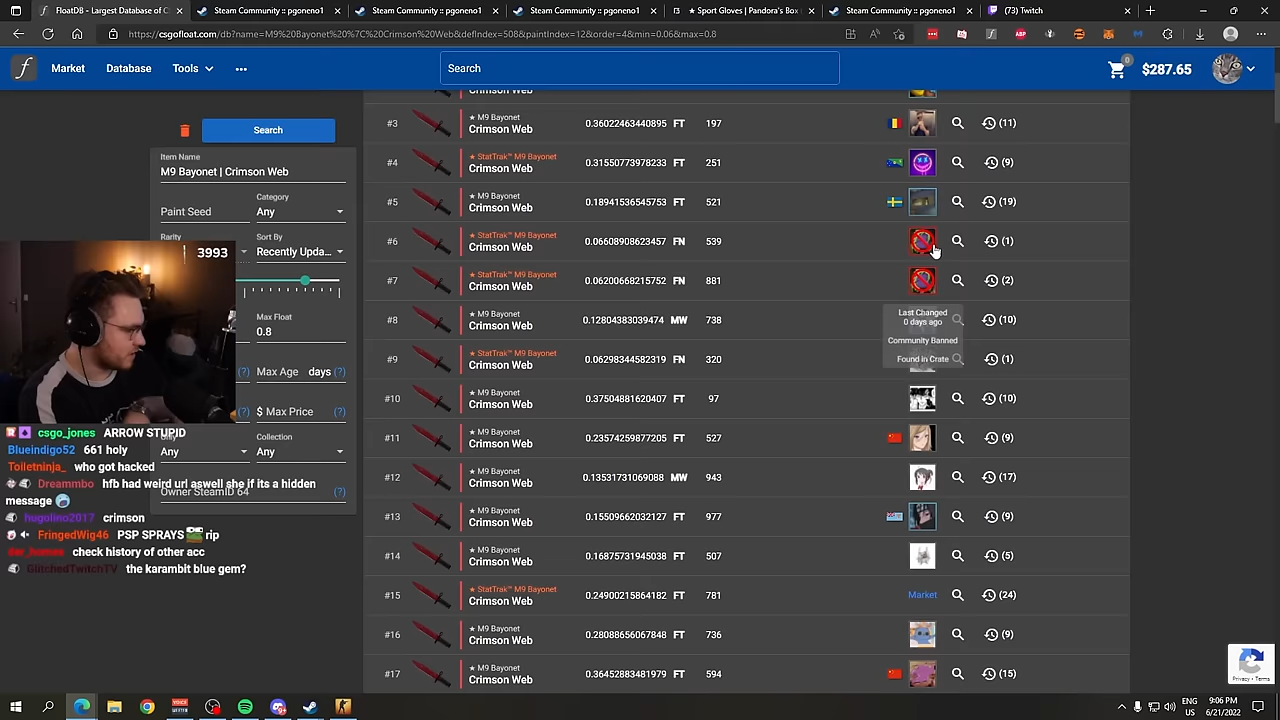 FloatDB - Largest Database of C
Steam Community :: pgoneno1
Steam Community :: pgoneno1
Steam Community :: pgoneno1
★ Sport Gloves | Pandora's Box
Steam Community :: pgoneno1
(73) Twitch
https://csgofloat.com/db?name=M9%20Bayonet%20%7C%20Crimson%20Web&defIndex=508&paintIndex=12&order=4&min=0.06&max=0.8
Market
Database
Tools
Search
0
$287.65
Search
Item Name
M9 Bayonet | Crimson Web
Paint Seed
Category
Any
Rarity
Sort By
Recently Upda...
3993
Max Float
0.8
(?)
Max Age days (?)
(?)
$ Max Price (?)
Collection
Any
Any
Owner SteamID 64 (?)
Crimson Web
#3 ★ M9 Bayonet
Crimson Web 0.36022463440895 FT 197 (11)
#4 ★ StatTrak™ M9 Bayonet
Crimson Web 0.31550773978233 FT 251 (9)
#5 ★ M9 Bayonet
Crimson Web 0.18941536545753 FT 521 (19)
#6 ★ StatTrak™ M9 Bayonet
Crimson Web 0.06608908623457 FN 539 (1)
#7 ★ StatTrak™ M9 Bayonet
Crimson Web 0.06200668215752 FN 881 (2)
Last Changed
0 days ago
Community Banned
Found in Crate
#8 ★ M9 Bayonet
Crimson Web 0.12804383039474 MW 738 (10)
#9 ★ StatTrak™ M9 Bayonet
Crimson Web 0.06298344582319 FN 320 (1)
★ M9 Bayonet
Crimson Web 0.37504881620407 FT 97 (10)
#11 ★ M9 Bayonet
Crimson Web 0.23574259877205 FT 527 (9)
#12 ★ M9 Bayonet
Crimson Web 0.13531731069088 MW 943 (17)
#13 ★ M9 Bayonet
Crimson Web 0.15509662032127 FT 977 (9)
#14 ★ M9 Bayonet
Crimson Web 0.16875731945038 FT 507 (5)
#15 ★ StatTrak™ M9 Bayonet
Crimson Web 0.24900215864182 FT 781 Market (24)
#16 ★ M9 Bayonet
Crimson Web 0.28088656067848 FT 736 (9)
#17 ★ M9 Bayonet
Crimson Web 0.36452883481979 FT 594 (15)
csgo_jones ARROW STUPID
Blueindigo52 661 holy
Toiletninja_ who got hacked
Dreammbo hfb had weird url aswell she if its a hidden
message
hugolino2017 crimson
FringedWig46 PSP SPRAYS rip
check history of other acc
GlitchedTwitchTV the karambit blue gem?
Privacy • Terms
ENG
US
9:06 PM
6/21/2022